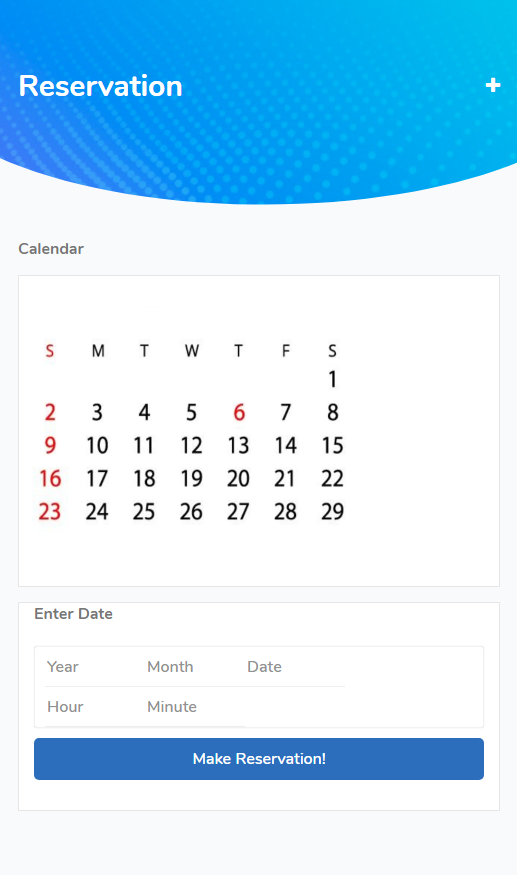 Reservation
+
Calendar
S M T W T F S
1
2 3 4 5 6 7 8
9 10 11 12 13 14 15
16 17 18 19 20 21 22
23 24 25 26 27 28 29
Enter Date
Year Month Date
Hour Minute
Make Reservation!